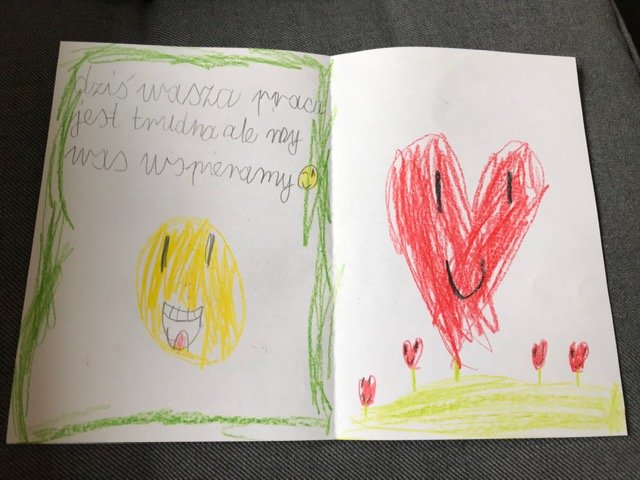 dziś wasza praca
jest trudna ale my
was wspieramy